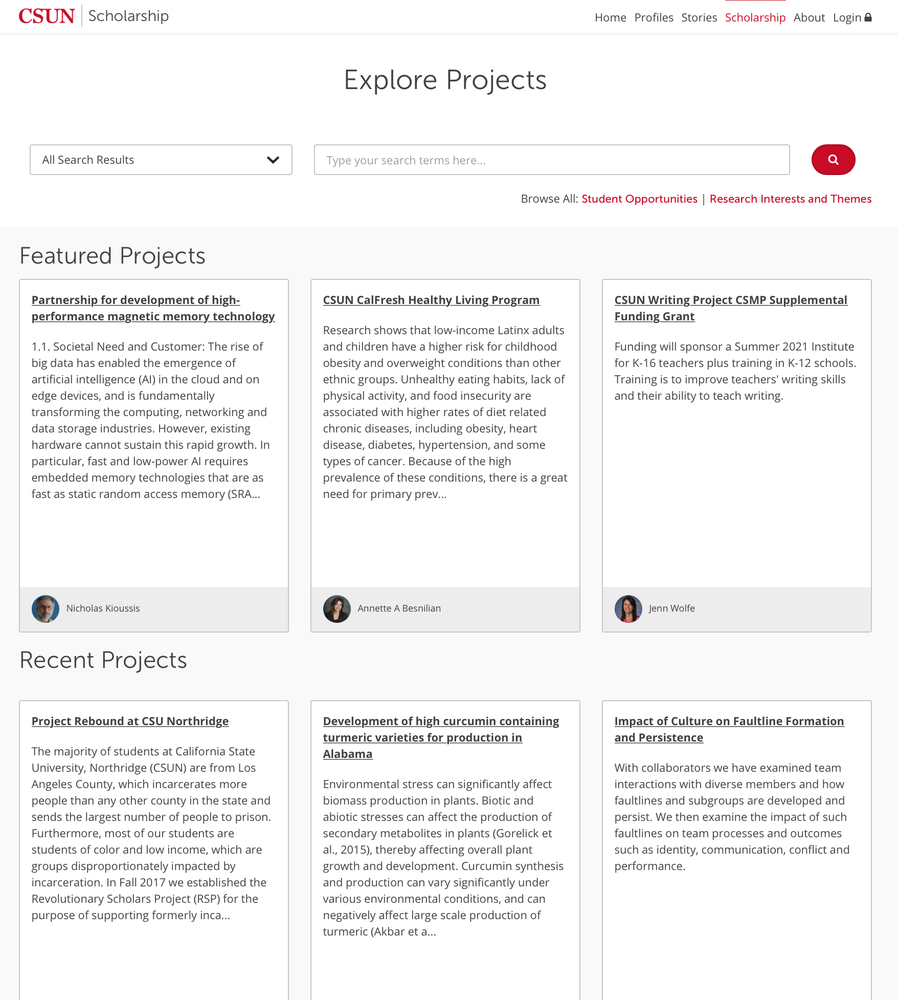 CSUN Scholarship
Home Profiles Stories Scholarship About Login
Explore Projects
All Search Results
Type your search terms here...
Browse All: Student Opportunities | Research Interests and Themes
Featured Projects
Partnership for development of high-
performance magnetic memory technology
1.1. Societal Need and Customer: The rise of
big data has enabled the emergence of
artificial intelligence (AI) in the cloud and on
edge devices, and is fundamentally
transforming the computing, networking and
data storage industries. However, existing
hardware cannot sustain this rapid growth. In
particular, fast and low-power AI requires
embedded memory technologies that are as
fast as static random access memory (SRA...
Nicholas Kioussis
CSUN CalFresh Healthy Living Program
Research shows that low-income Latinx adults
and children have a higher risk for childhood
obesity and overweight conditions than other
ethnic groups. Unhealthy eating habits, lack of
physical activity, and food insecurity are
associated with higher rates of diet related
chronic diseases, including obesity, heart
disease, diabetes, hypertension, and some
types of cancer. Because of the high
prevalence of these conditions, there is a great
need for primary prev...
Annette A Besnilian
CSUN Writing Project CSMP Supplemental
Funding Grant
Funding will sponsor a Summer 2021 Institute
for K-16 teachers plus training in K-12 schools.
Training is to improve teachers' writing skills
and their ability to teach writing.
Jenn Wolfe
Recent Projects
Project Rebound at CSU Northridge
The majority of students at California State
University, Northridge (CSUN) are from Los
Angeles County, which incarcerates more
people than any other county in the state and
sends the largest number of people to prison.
Furthermore, most of our students are
students of color and low income, which are
groups disproportionately impacted by
incarceration. In Fall 2017 we established the
Revolutionary Scholars Project (RSP) for the
purpose of supporting formerly inca...
Development of high curcumin containing
turmeric varieties for production in
Alabama
Environmental stress can significantly affect
biomass production in plants. Biotic and
abiotic stresses can affect the production of
secondary metabolites in plants (Gorelick et
al., 2015), thereby affecting overall plant
growth and development. Curcumin synthesis
and production can vary significantly under
various environmental conditions, and can
negatively affect large scale production of
turmeric (Akbar et a...
Impact of Culture on Faultline Formation
and Persistence
With collaborators we have examined team
interactions with diverse members and how
faultlines and subgroups are developed and
persist. We then examine the impact of such
faultlines on team processes and outcomes
such as identity, communication, conflict and
performance.